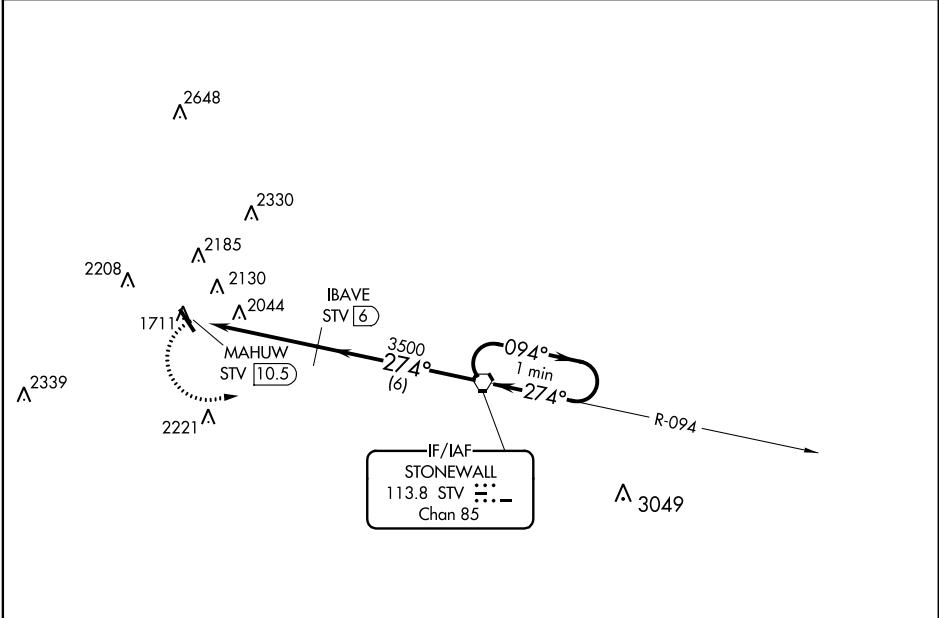 2648
2330
2185
2208
2130
2044
1711
IBAVE
STV 6
MAHUW
STV 10.5
3500
274°
(6)
094°
1 min
274°
R-094
2339
2221
IF/IAF
STONEWALL
113.8 STV
Chan 85
3049